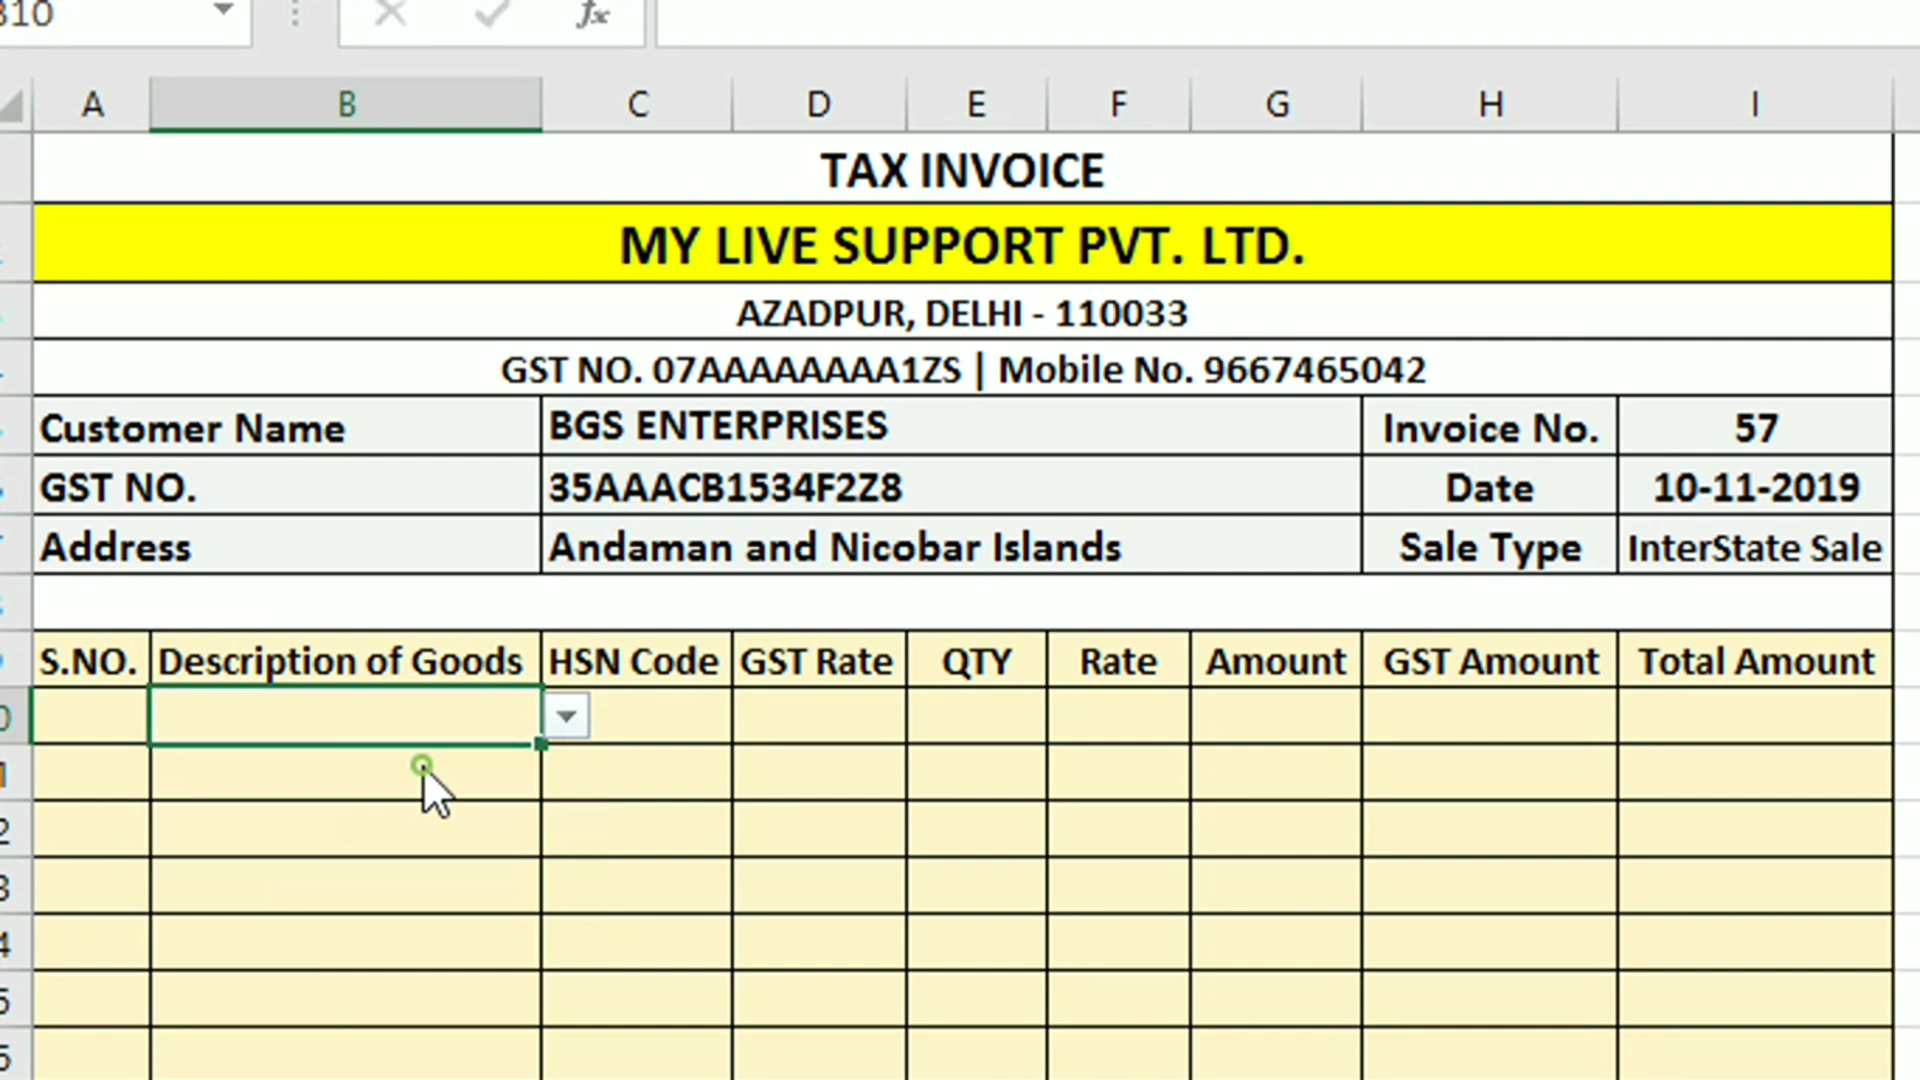 B10 fx
A B C D E F G H I
TAX INVOICE
MY LIVE SUPPORT PVT. LTD.
AZADPUR, DELHI - 110033
GST NO. 07AAAAAAAA1ZS | Mobile No. 9667465042
Customer Name BGS ENTERPRISES Invoice No. 57
GST NO. 35AAACB1534F2Z8 Date 10-11-2019
Address Andaman and Nicobar Islands Sale Type InterState Sale
S.NO. Description of Goods HSN Code GST Rate QTY Rate Amount GST Amount Total Amount